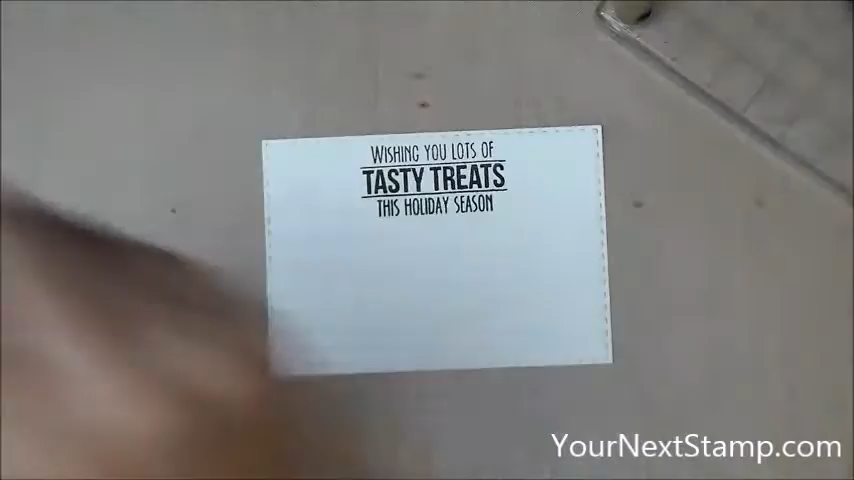 WISHING YOU LOTS OF
TASTY TREATS
THIS HOLIDAY SEASON
YourNextStamp.com